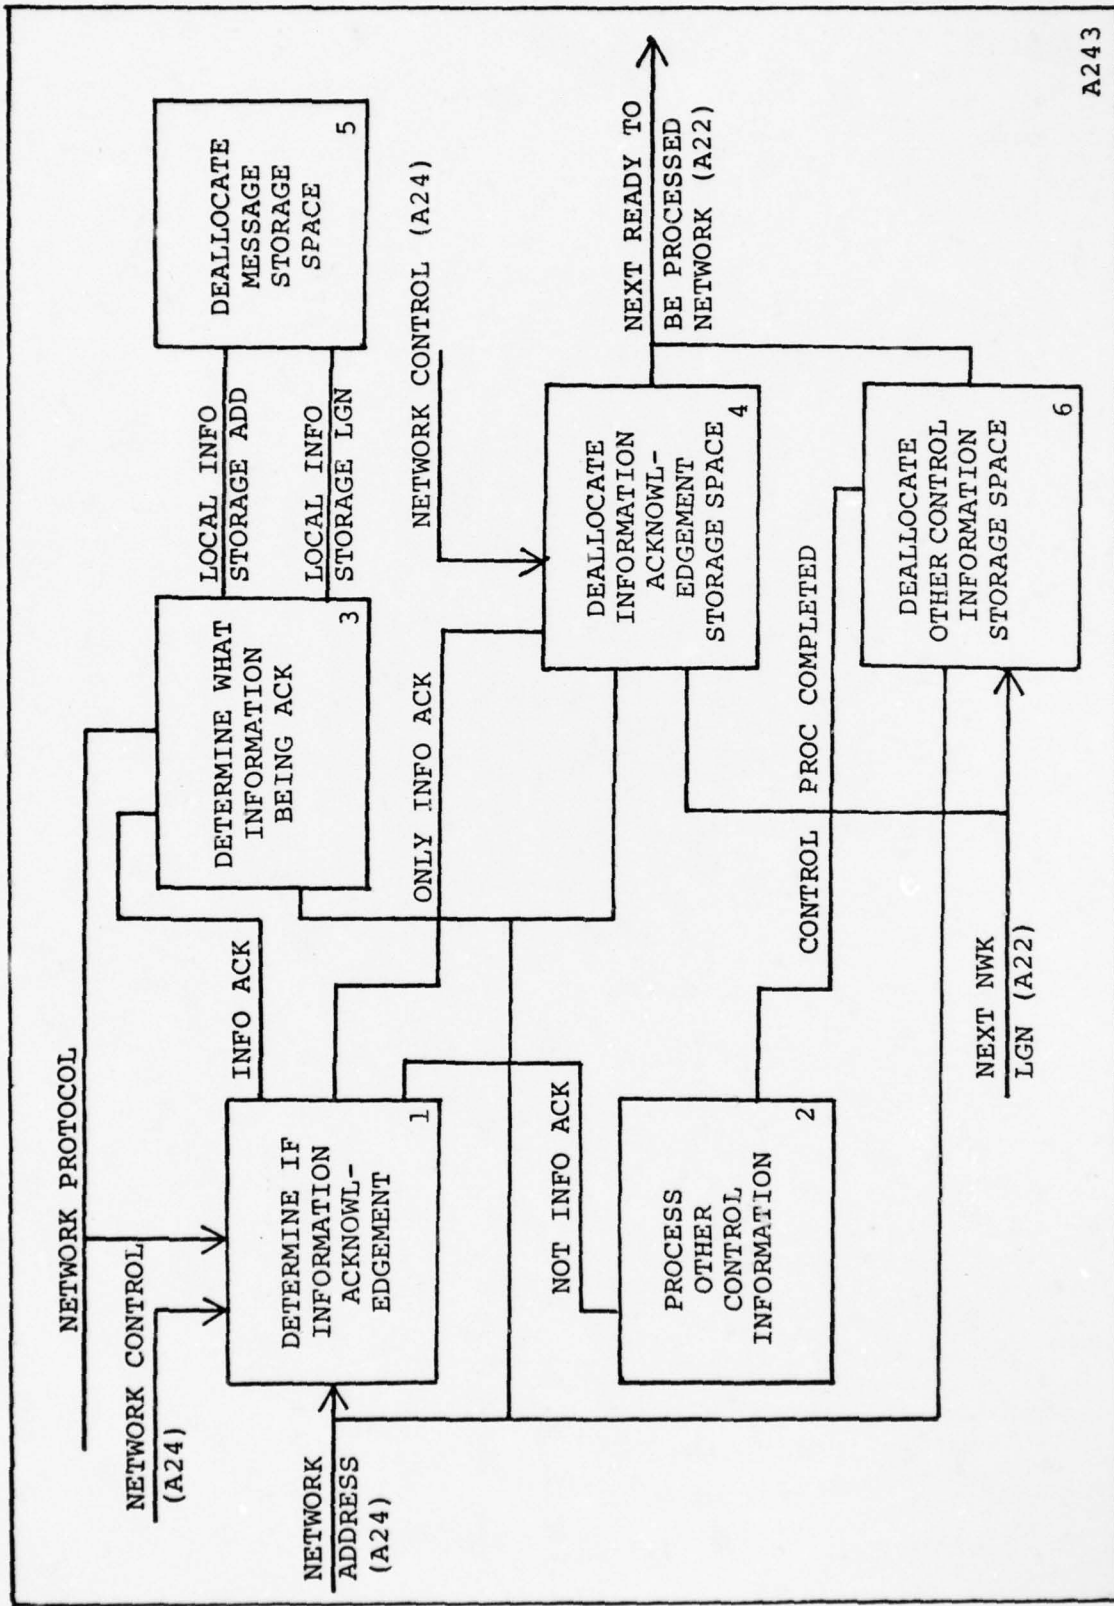 NETWORK PROTOCOL
NETWORK CONTROL
(A24)
NETWORK
ADDRESS
(A24)
DETERMINE IF
INFORMATION
ACKNOWL-
EDGEMENT
1
INFO ACK
ONLY INFO ACK
NOT INFO ACK
PROCESS
OTHER
CONTROL
INFORMATION
2
DETERMINE WHAT
INFORMATION
BEING ACK
3
LOCAL INFO
STORAGE ADD
LOCAL INFO
STORAGE LGN
DEALLOCATE
MESSAGE
STORAGE
SPACE
5
NETWORK CONTROL (A24)
DEALLOCATE
INFORMATION
ACKNOWL-
EDGEMENT
STORAGE SPACE
4
NEXT READY TO
BE PROCESSED
NETWORK (A22)
CONTROL PROC COMPLETED
DEALLOCATE
OTHER CONTROL
INFORMATION
STORAGE SPACE
6
NEXT NWK
LGN (A22)
A243